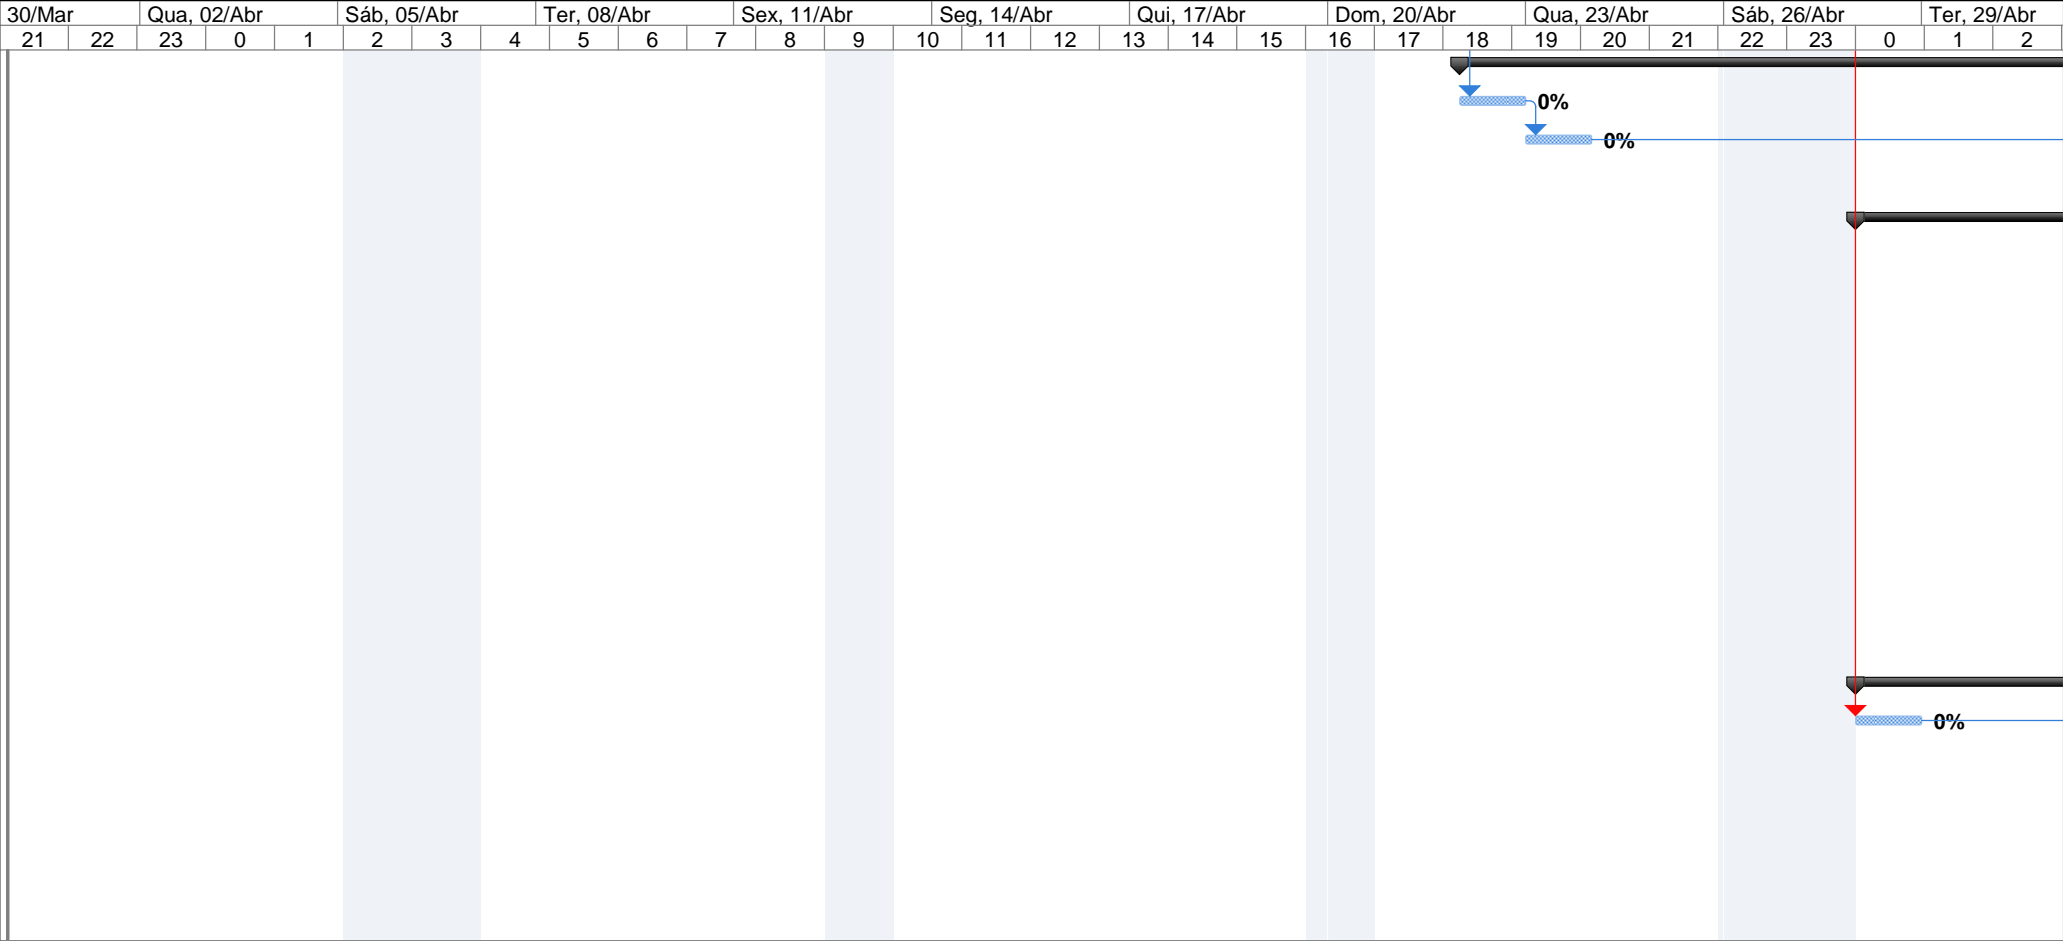 30/Mar Qua, 02/Abr Sáb, 05/Abr Ter, 08/Abr Sex, 11/Abr Seg, 14/Abr Qui, 17/Abr Dom, 20/Abr Qua, 23/Abr Sáb, 26/Abr Ter, 29/Abr
21 22 23 0 1 2 3 4 5 6 7 8 9 10 11 12 13 14 15 16 17 18 19 20 21 22 23 0 1 2
0%
0%
0%